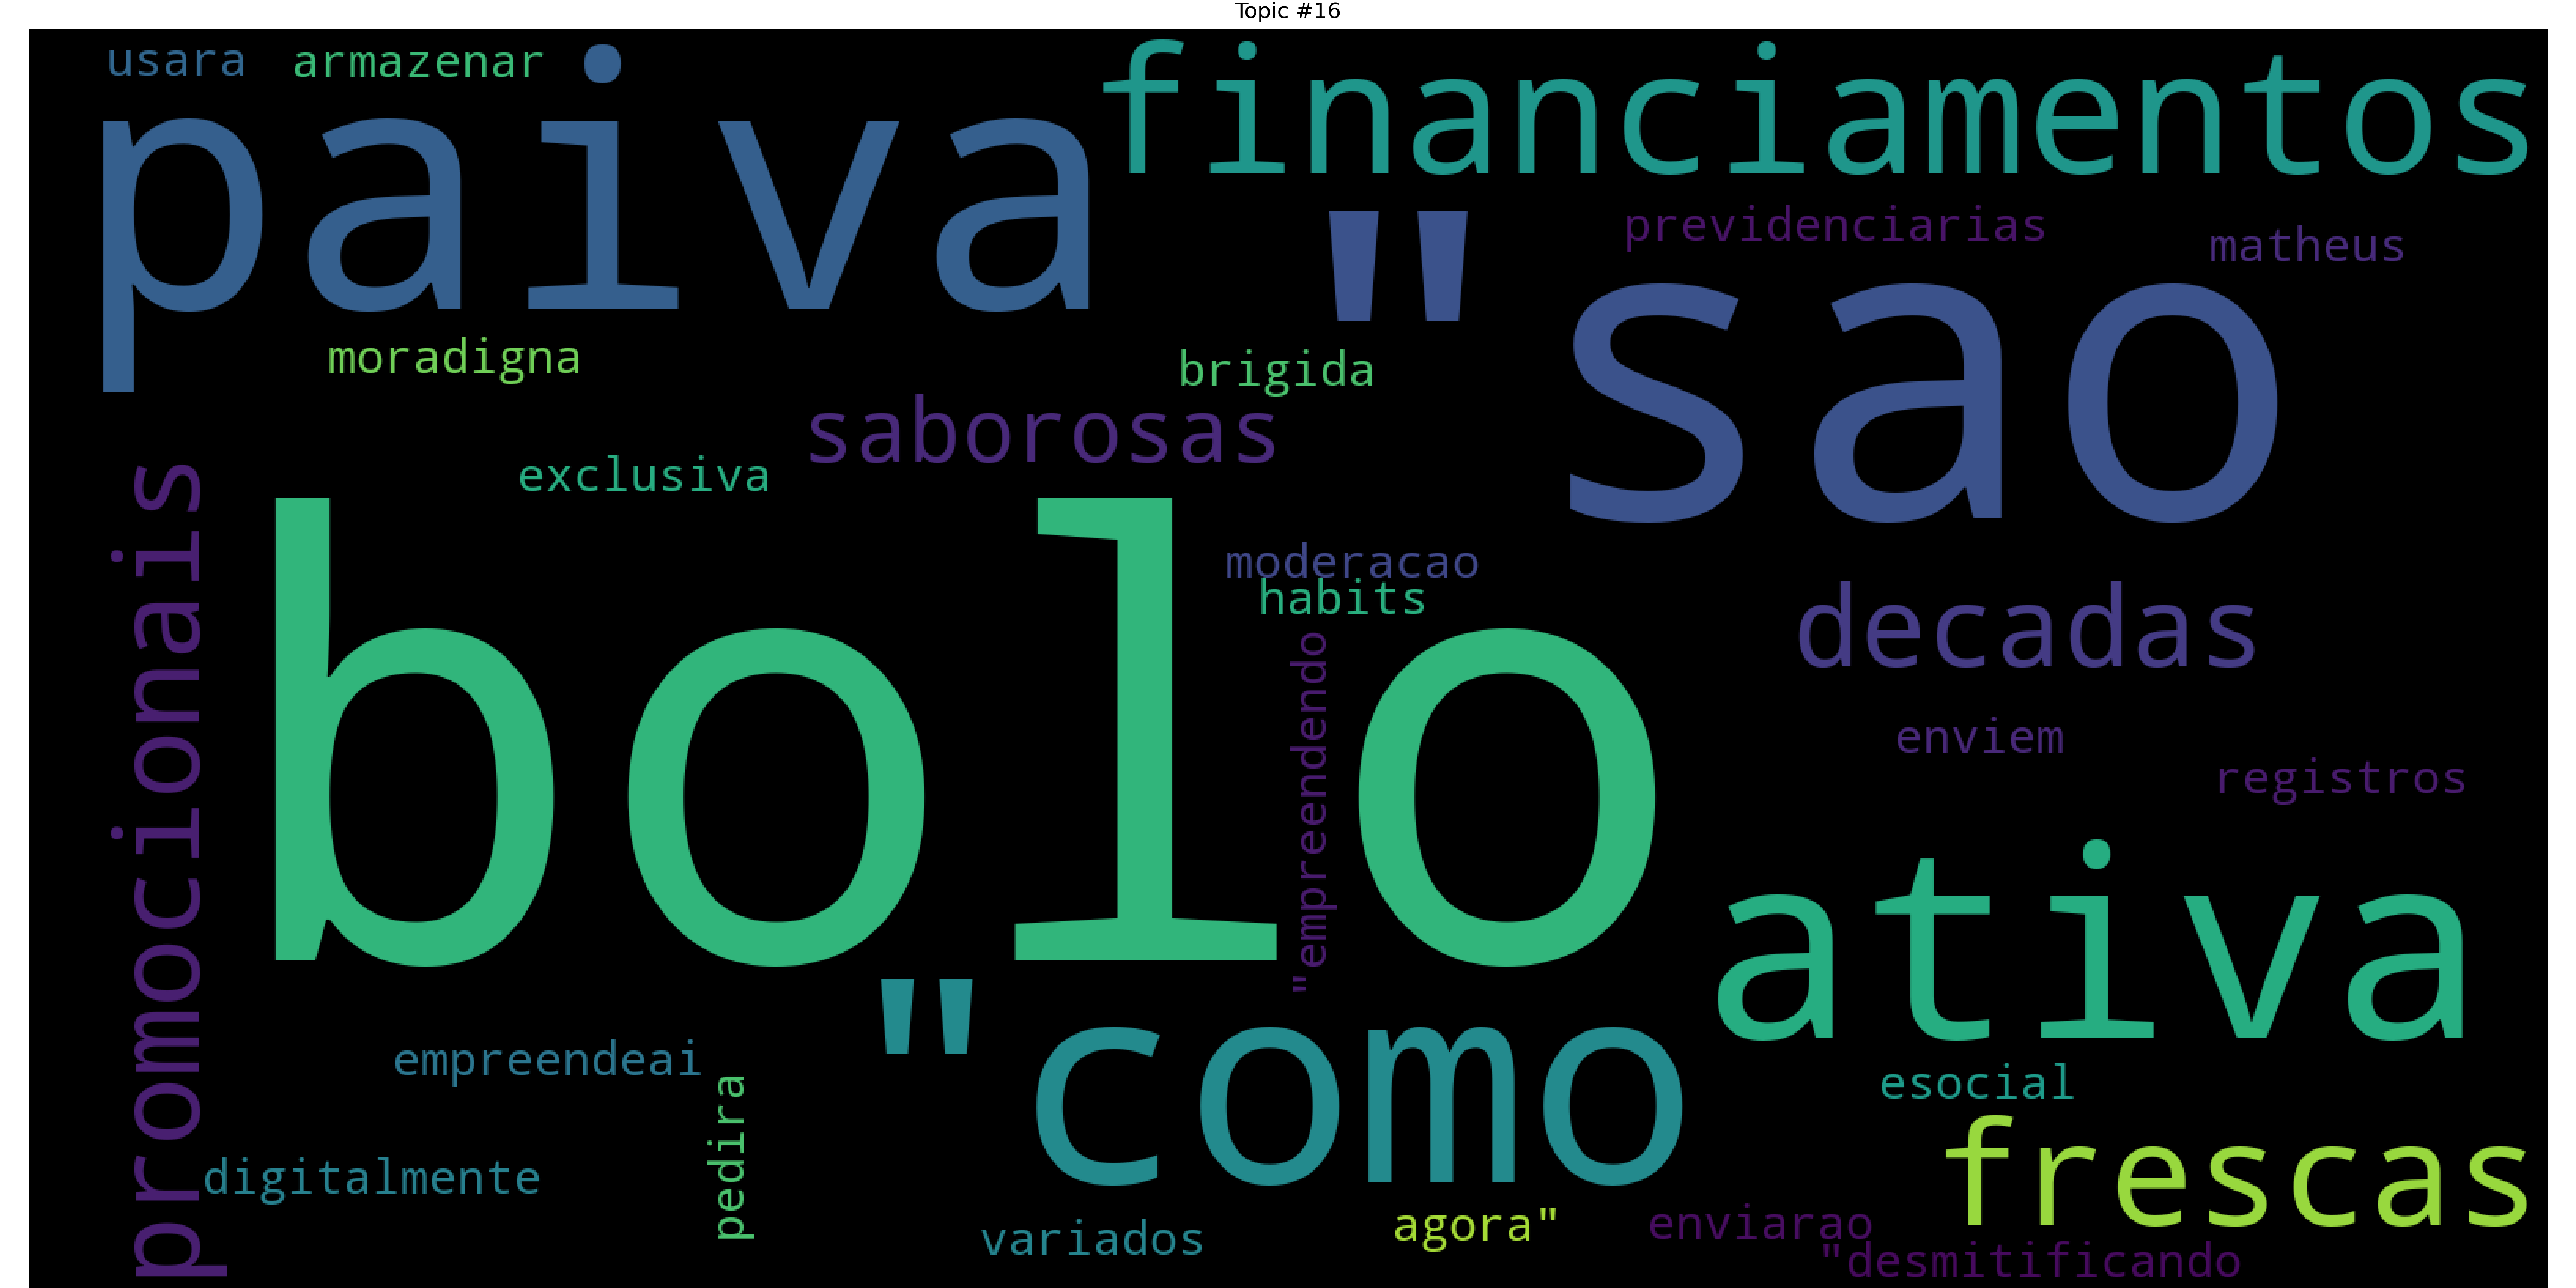 Topic #16
usara
armazenar
paiva
financiamentos
previdenciarias
matheus
"sao
moradigna
brigida
saborosas
exclusiva
promocionais
bolo
moderacao
habits
decadas
"empreendendo
enviem
registros
ativa
"como
empreendeai
esocial
pedira
frescas
digitalmente
variados
agora"
enviarao
"desmitificando